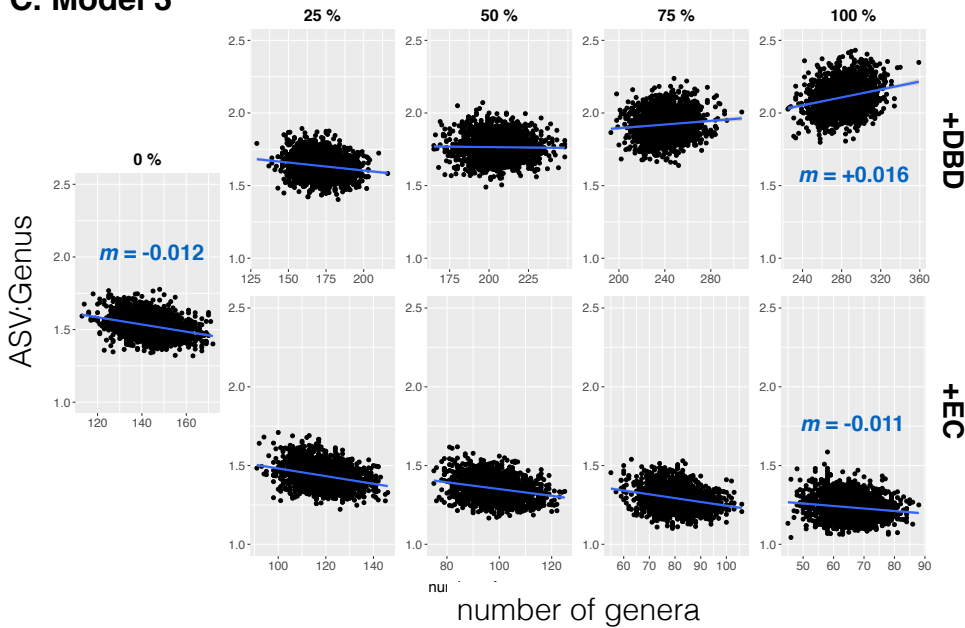 C. Model 3
25 %
50 %
75 %
100 %
2.5
2.0
1.5
1.0
125 150 175 200
2.5
2.0
1.5
1.0
175 200 225
2.5
2.0
1.5
1.0
200 240 280
2.5
2.0
1.5
1.0
m = +0.016
240 280 320 360
+DBD
0 %
2.5
2.0
1.5
1.0
m = -0.012
120 140 160
ASV:Genus
2.5
2.0
1.5
1.0
100 120 140
2.5
2.0
1.5
1.0
80 100 120
2.5
2.0
1.5
1.0
60 70 80 90 100
2.5
2.0
1.5
1.0
m = -0.011
50 60 70 80 90
+EC
number of genera